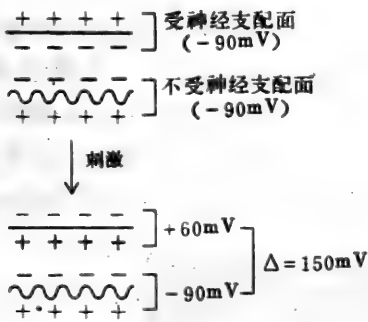 + + + + 受神经支配面
− − − − (−90mV)
− − − − 不受神经支配面
+ + + + (−90mV)
刺激
− − − − +60mV
+ + + + Δ=150mV
− − − − −90mV
+ + + +